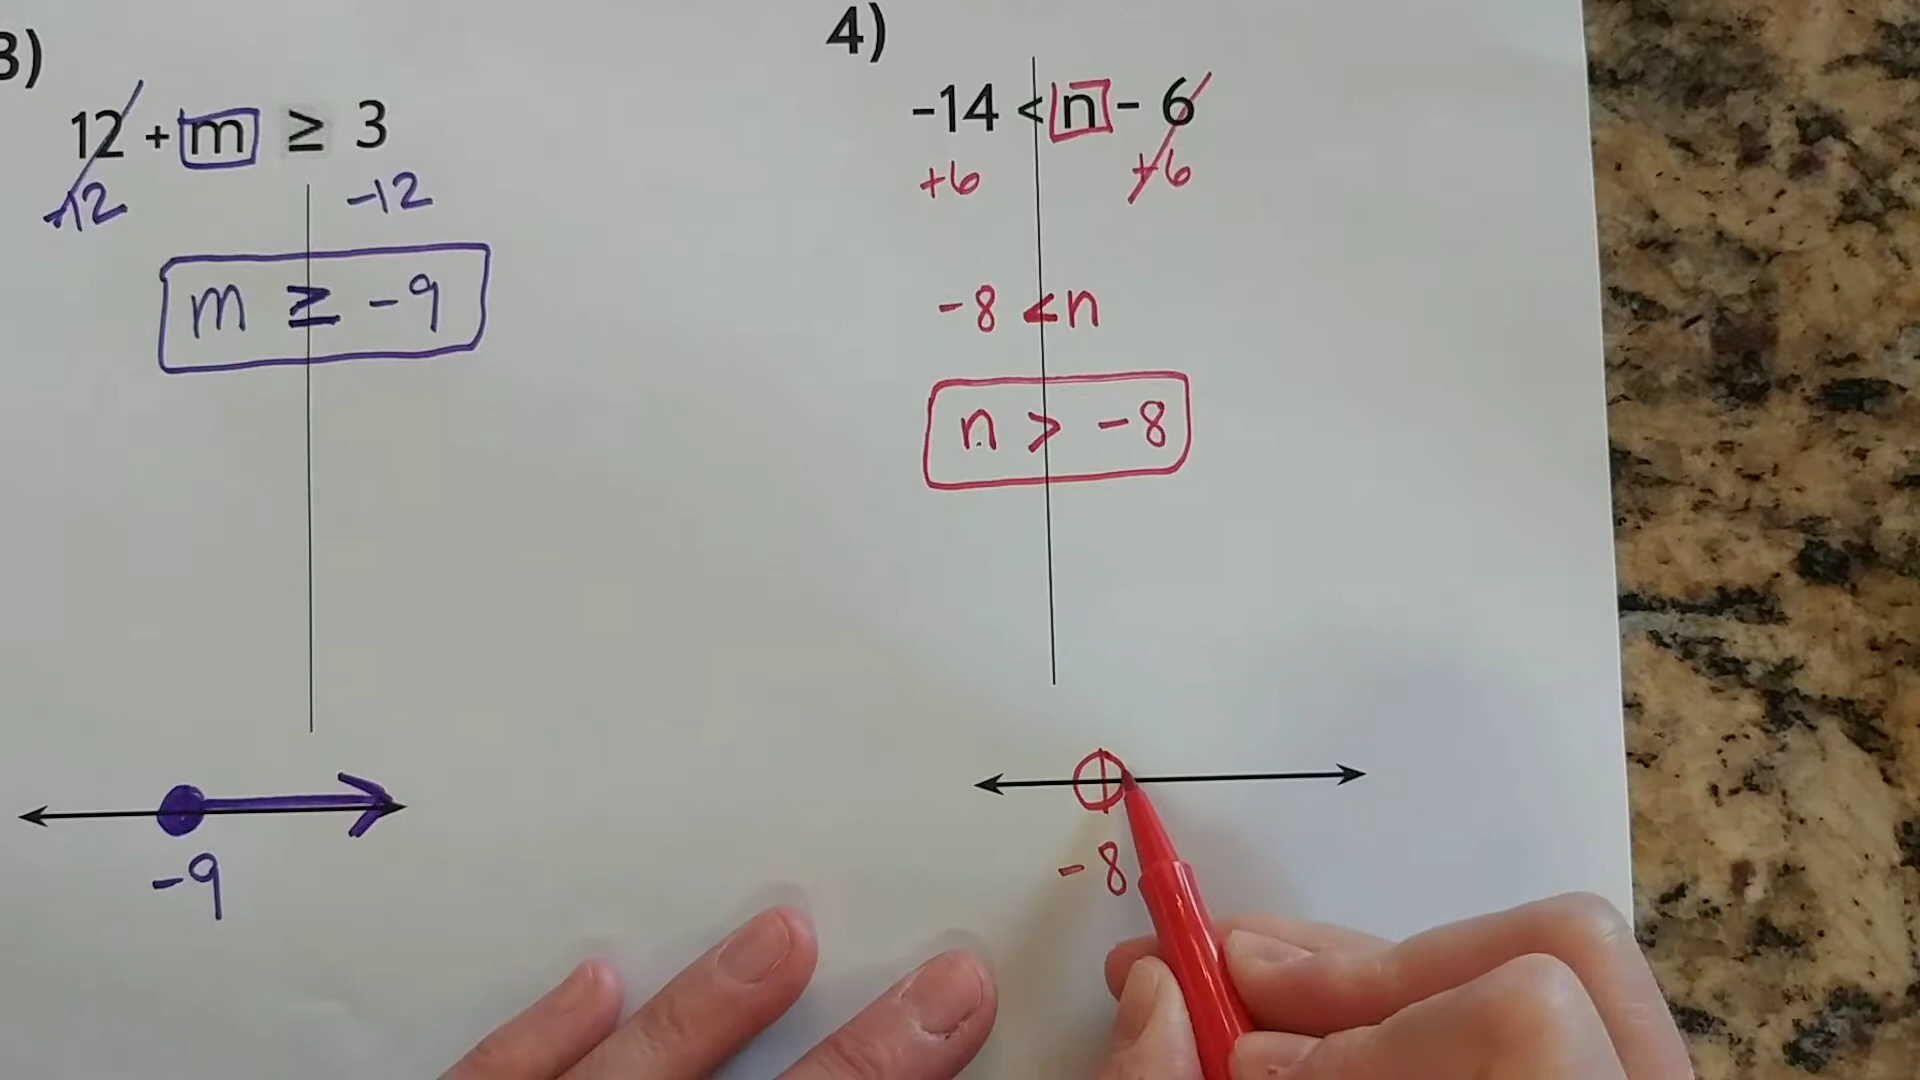 3)
12 + m ≥ 3
-12 -12
m ≥ -9
-9
4)
-14 < n - 6
+6 +6
-8 < n
n > -8
-8